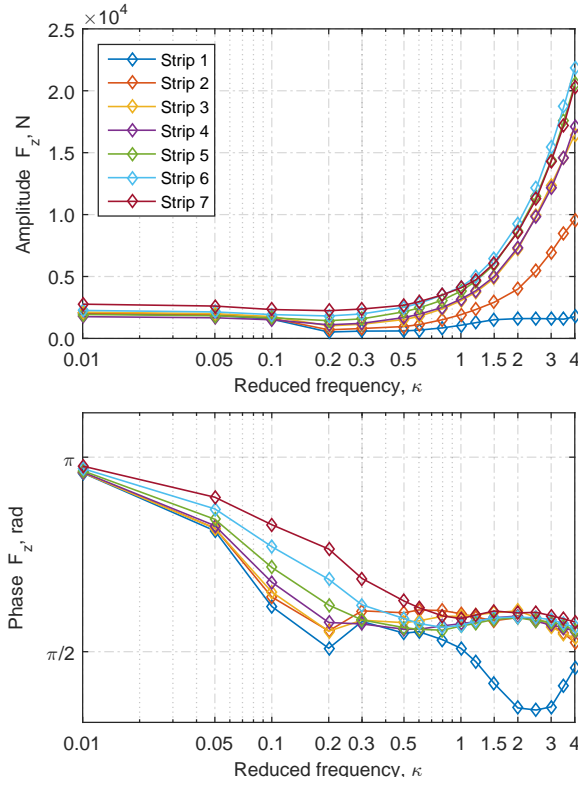 ×10⁴
2.5
2.0
1.5
1.0
0.5
0.0
Amplitude F_z, N
Strip 1
Strip 2
Strip 3
Strip 4
Strip 5
Strip 6
Strip 7
0.01 0.05 0.1 0.2 0.3 0.5 1 1.5 2 3 4
Reduced frequency, κ
π
π/2
Phase F_z, rad
0.01 0.05 0.1 0.2 0.3 0.5 1 1.5 2 3 4
Reduced frequency, κ